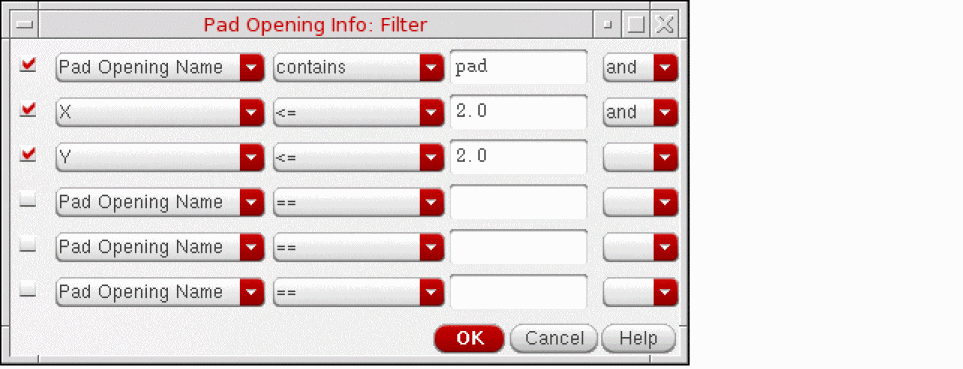 Pad Opening Info: Filter
Pad Opening Name contains pad and
X <= 2.0 and
Y <= 2.0
Pad Opening Name ==
Pad Opening Name ==
Pad Opening Name ==
OK Cancel Help